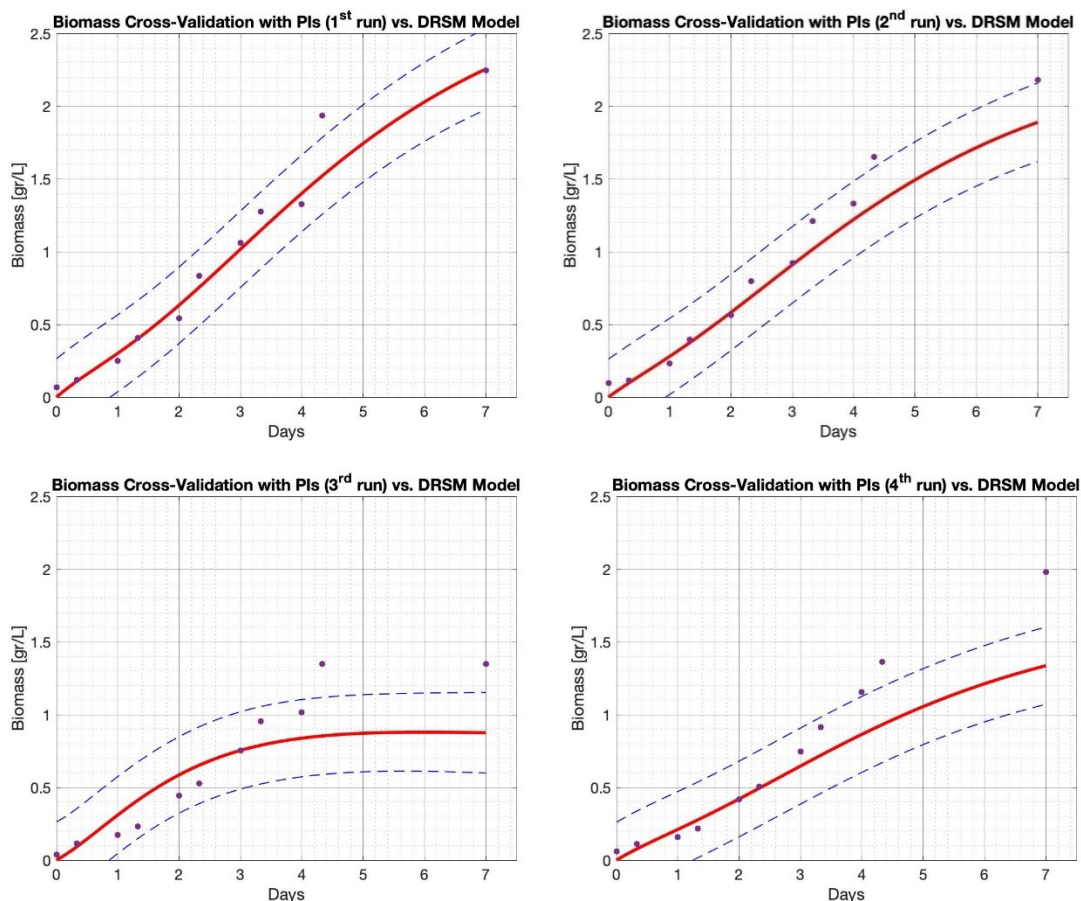 Biomass Cross-Validation with PIs (1st run) vs. DRSM Model
2.5
2
1.5
1
0.5
0
Biomass [gr/L]
0 1 2 3 4 5 6 7
Days
Biomass Cross-Validation with PIs (2nd run) vs. DRSM Model
2.5
2
1.5
1
0.5
0
Biomass [gr/L]
0 1 2 3 4 5 6 7
Days
Biomass Cross-Validation with PIs (3rd run) vs. DRSM Model
2.5
2
1.5
1
0.5
0
Biomass [gr/L]
0 1 2 3 4 5 6 7
Days
Biomass Cross-Validation with PIs (4th run) vs. DRSM Model
2.5
2
1.5
1
0.5
0
Biomass [gr/L]
0 1 2 3 4 5 6 7
Days